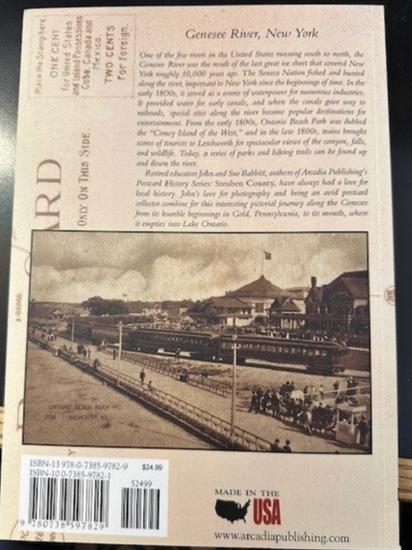 Genesee River, New York
One of the few rivers in the United States running south to north, the
Genesee River was the result of the last great ice sheet that covered New
York roughly 10,000 years ago. The Seneca Nation fished and hunted
along the river, important to New York since the beginning of time. In the
early 1800s, it served as a source of waterpower for numerous industries.
It provided water for early canals, and when the canals gave way to
railroads, special sites along the river became popular destinations for
entertainment. From the early 1890s, Ontario Beach Park was dubbed
the "Coney Island of the West," and in the late 1800s, trains brought
scores of tourists to Letchworth for spectacular views of the canyon, falls,
and wildlife. Today, a series of parks and hiking trails can be found up
and down the river.
Retired educators John and Sue Babbitt, authors of Arcadia Publishing's
Postcard History Series: Steuben County, have always had a love for
local history. John's love for photography and being an avid postcard
collector combine for this interesting pictorial journey along the Genesee
from its humble beginnings in Gold, Pennsylvania, to its mouth, where
it empties into Lake Ontario.
Place the Stamp here
ONE CENT
for United States
and Island Possessions
Cuba, Canada and
Mexico.
TWO CENTS
For Foreign.
ARD
ONLY ON THIS SIDE
A-94666
ONTARIO BEACH PARK
ROCHESTER, N.Y.
ISBN-13 978-0-7385-9782-9
ISBN-10 0-7385-9782-1
$24.99
52499
9 780738 597829
MADE IN THE
USA
www.arcadiapublishing.com